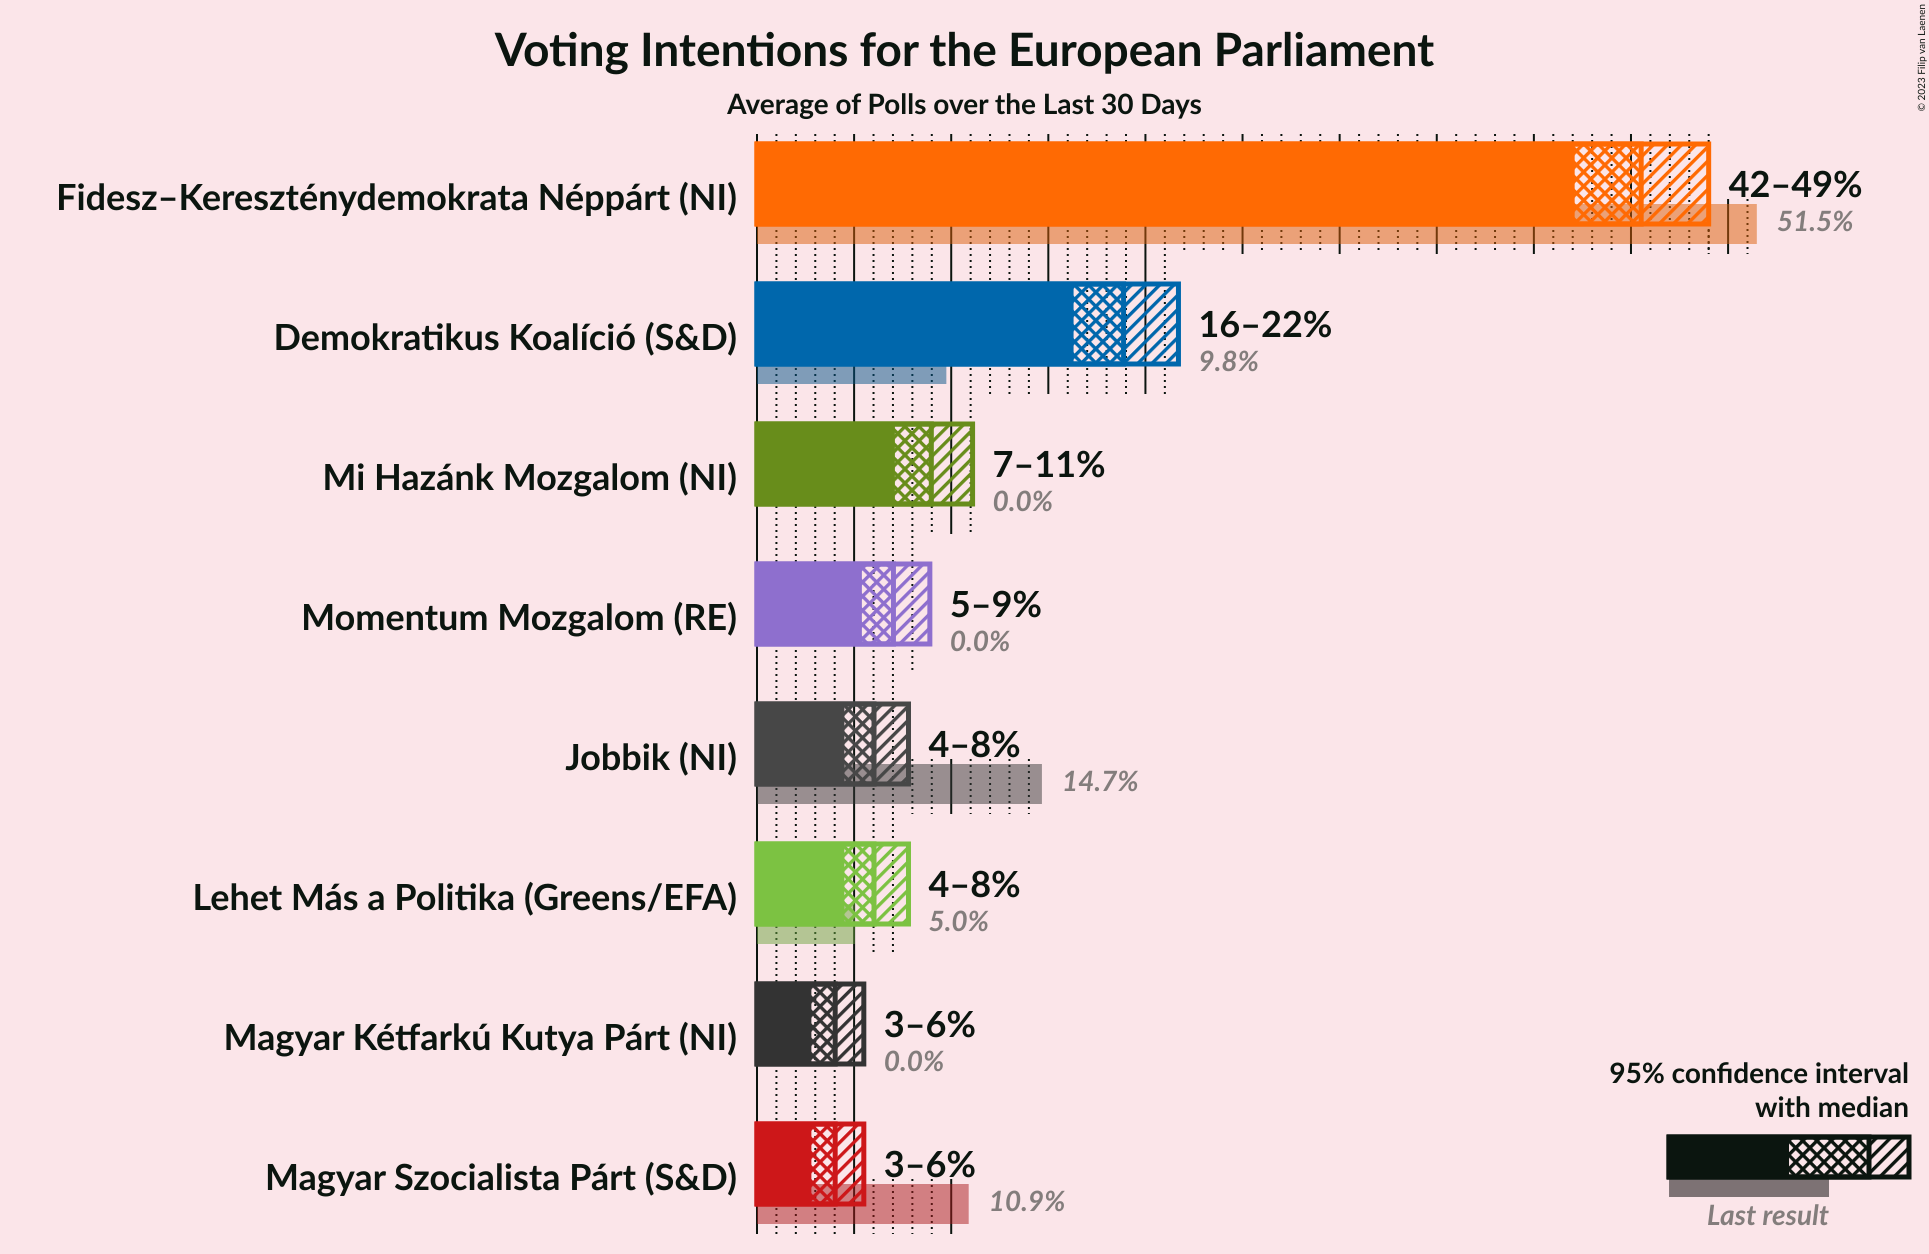 Voting Intentions for the European Parliament
Average of Polls over the Last 30 Days
© 2023 Filip van Laenen
Fidesz–Kereszténydemokrata Néppárt (NI)
42–49%
51.5%
Demokratikus Koalíció (S&D)
16–22%
9.8%
Mi Hazánk Mozgalom (NI)
7–11%
0.0%
Momentum Mozgalom (RE)
5–9%
0.0%
Jobbik (NI)
4–8%
14.7%
Lehet Más a Politika (Greens/EFA)
4–8%
5.0%
Magyar Kétfarkú Kutya Párt (NI)
3–6%
0.0%
Magyar Szocialista Párt (S&D)
3–6%
10.9%
95% confidence interval
with median
Last result